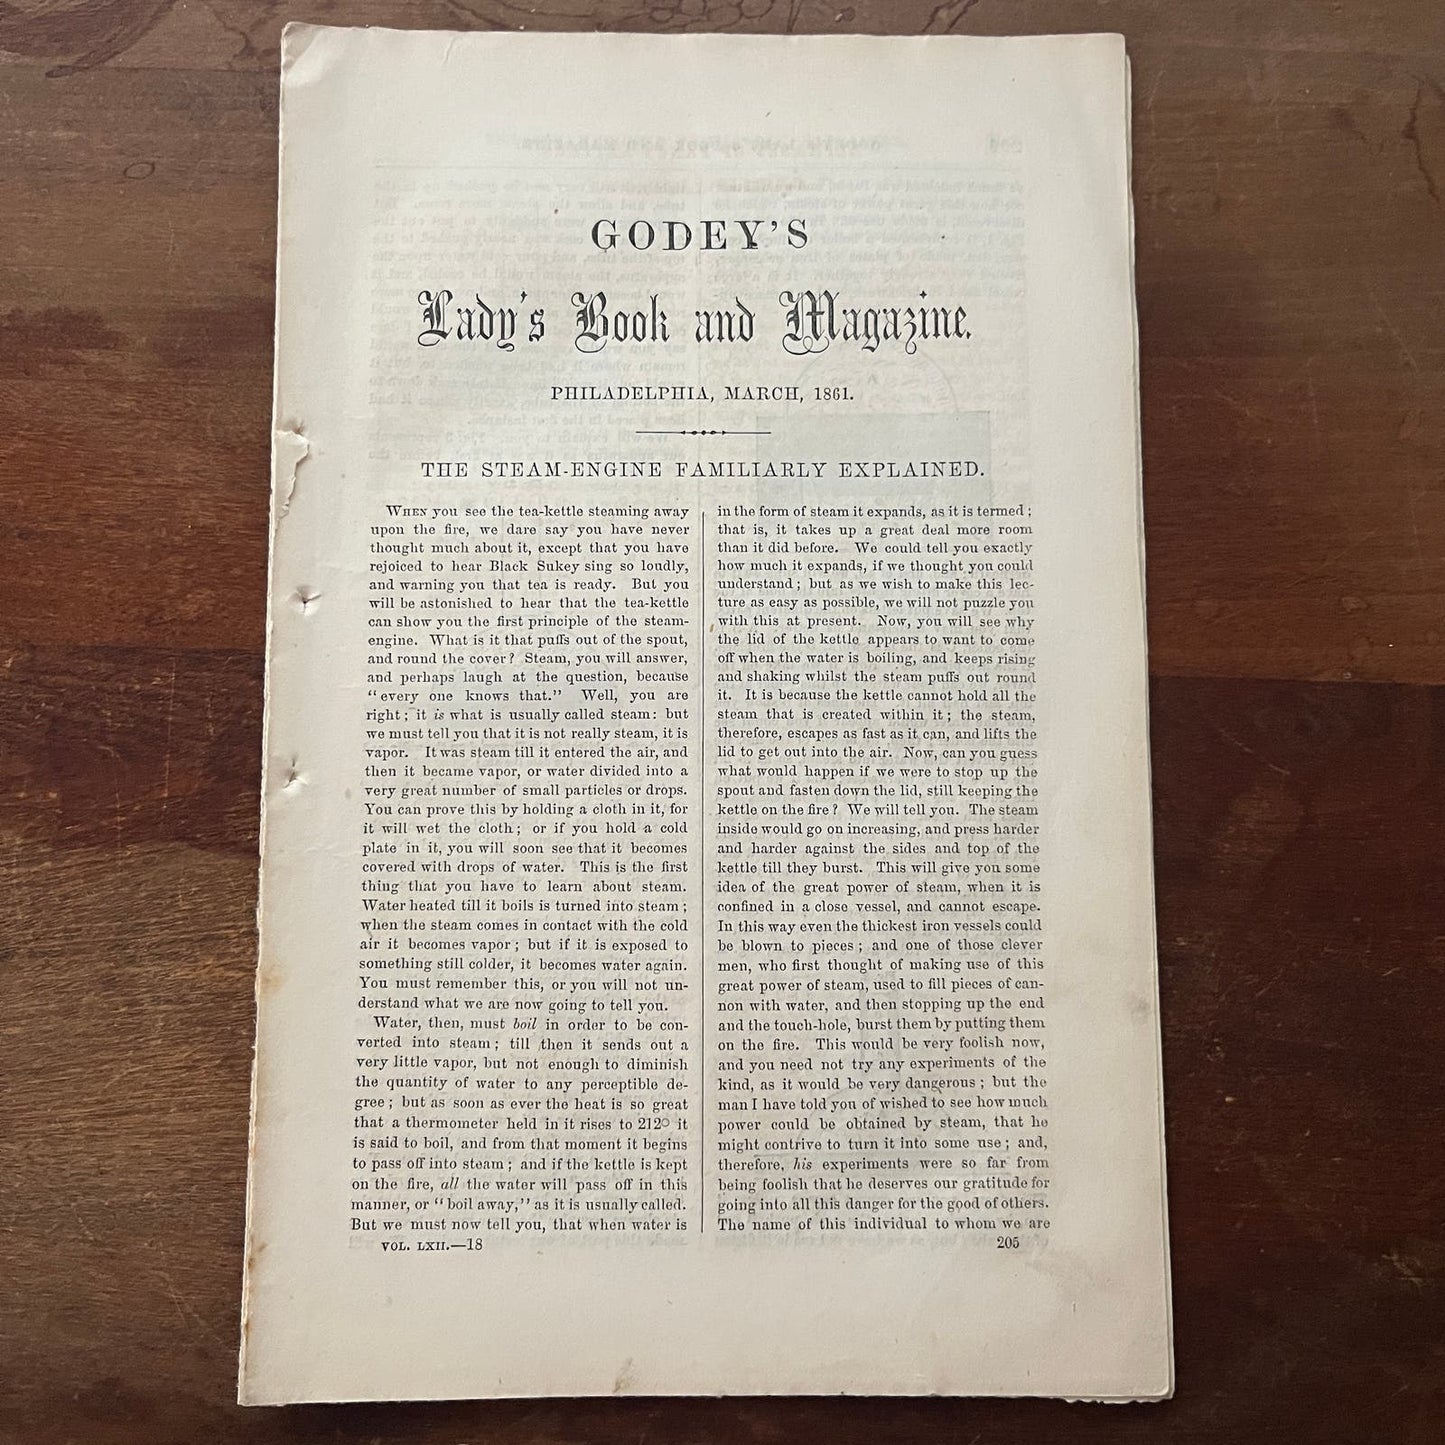 GODEY'S
Lady's Book and Magazine.
PHILADELPHIA, MARCH, 1861.
THE STEAM-ENGINE FAMILIARLY EXPLAINED.
WHEN you see the tea-kettle steaming away
upon the fire, we dare say you have never
thought much about it, except that you have
rejoiced to hear Black Sukey sing so loudly,
and warning you that tea is ready. But you
will be astonished to hear that the tea-kettle
can show you the first principle of the steam-
engine. What is it that puffs out of the spout,
and round the cover? Steam, you will answer,
and perhaps laugh at the question, because
"every one knows that." Well, you are
right; it is what is usually called steam: but
we must tell you that it is not really steam, it is
vapor. It was steam till it entered the air, and
then it became vapor, or water divided into a
very great number of small particles or drops.
You can prove this by holding a cloth in it, for
it will wet the cloth; or if you hold a cold
plate in it, you will soon see that it becomes
covered with drops of water. This is the first
thing that you have to learn about steam.
Water heated till it boils is turned into steam;
when the steam comes in contact with the cold
air it becomes vapor; but if it is exposed to
something still colder, it becomes water again.
You must remember this, or you will not un-
derstand what we are now going to tell you.
Water, then, must boil in order to be con-
verted into steam; till then it sends out a
very little vapor, but not enough to diminish
the quantity of water to any perceptible de-
gree; but as soon as ever the heat is so great
that a thermometer held in it rises to 212° it
is said to boil, and from that moment it begins
to pass off into steam; and if the kettle is kept
on the fire, all the water will pass off in this
manner, or "boil away," as it is usually called.
But we must now tell you, that when water is
VOL. LXII.—18
in the form of steam it expands, as it is termed;
that is, it takes up a great deal more room
than it did before. We could tell you exactly
how much it expands, if we thought you could
understand; but as we wish to make this lec-
ture as easy as possible, we will not puzzle you
with this at present. Now, you will see why
the lid of the kettle appears to want to come
off when the water is boiling, and keeps rising
and shaking whilst the steam puffs out round
it. It is because the kettle cannot hold all the
steam that is created within it; the steam,
therefore, escapes as fast as it can, and lifts the
lid to get out into the air. Now, can you guess
what would happen if we were to stop up the
spout and fasten down the lid, still keeping the
kettle on the fire? We will tell you. The steam
inside would go on increasing, and press harder
and harder against the sides and top of the
kettle till they burst. This will give you some
idea of the great power of steam, when it is
confined in a close vessel, and cannot escape.
In this way even the thickest iron vessels could
be blown to pieces; and one of those clever
men, who first thought of making use of this
great power of steam, used to fill pieces of can-
non with water, and then stopping up the end
and the touch-hole, burst them by putting them
on the fire. This would be very foolish now,
and you need not try any experiments of the
kind, as it would be very dangerous; but the
man I have told you of wished to see how much
power could be obtained by steam, that he
might contrive to turn it into some use; and,
therefore, his experiments were so far from
being foolish that he deserves our gratitude for
going into all this danger for the good of others.
The name of this individual to whom we are
205